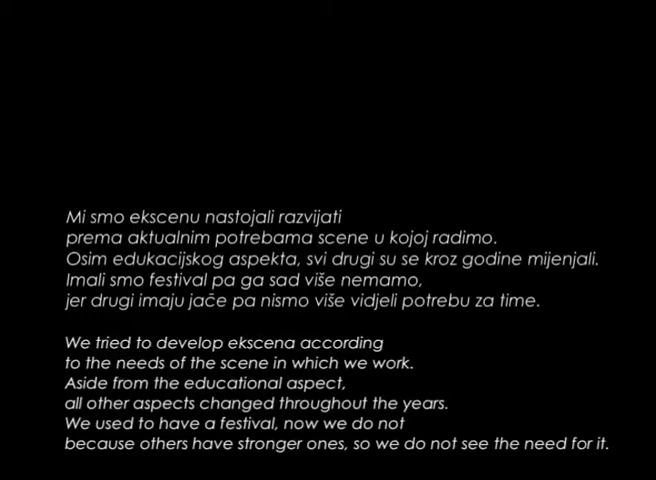 Mi smo ekscenu nastojali razvijati
prema aktualnim potrebama scene u kojoj radimo.
Osim edukacijskog aspekta, svi drugi su se kroz godine mijenjali.
Imali smo festival pa ga sad više nemamo,
jer drugi imaju jače pa nismo više vidjeli potrebu za time.
We tried to develop ekscena according
to the needs of the scene in which we work.
Aside from the educational aspect,
all other aspects changed throughout the years.
We used to have a festival, now we do not
because others have stronger ones, so we do not see the need for it.